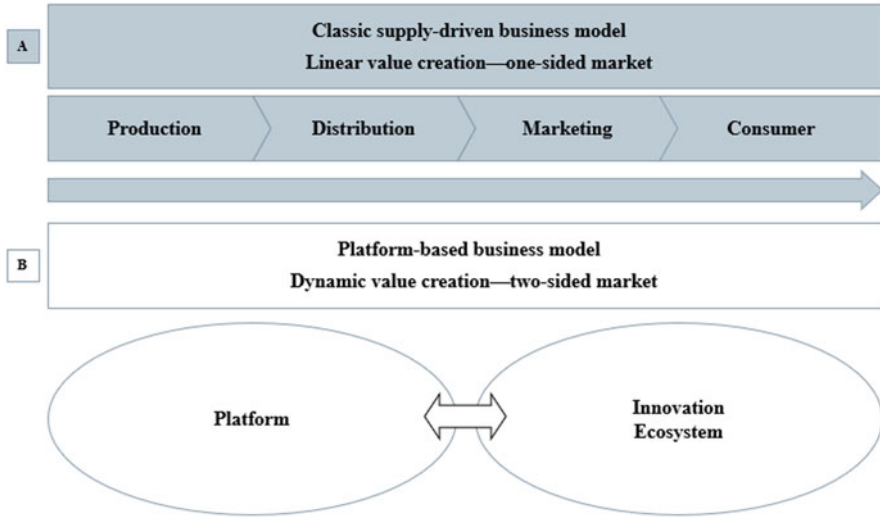 A
Classic supply-driven business model
Linear value creation—one-sided market
Production
Distribution
Marketing
Consumer
B
Platform-based business model
Dynamic value creation—two-sided market
Platform
Innovation
Ecosystem